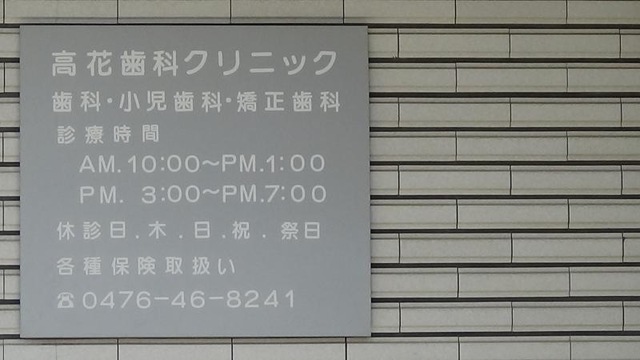 高花歯科クリニック
歯科・小児歯科・矯正歯科
診療時間
AM.10:00〜PM.1:00
PM. 3:00〜PM.7:00
休診日.木.日.祝.祭日
各種保険取扱い
☎0476-46-8241